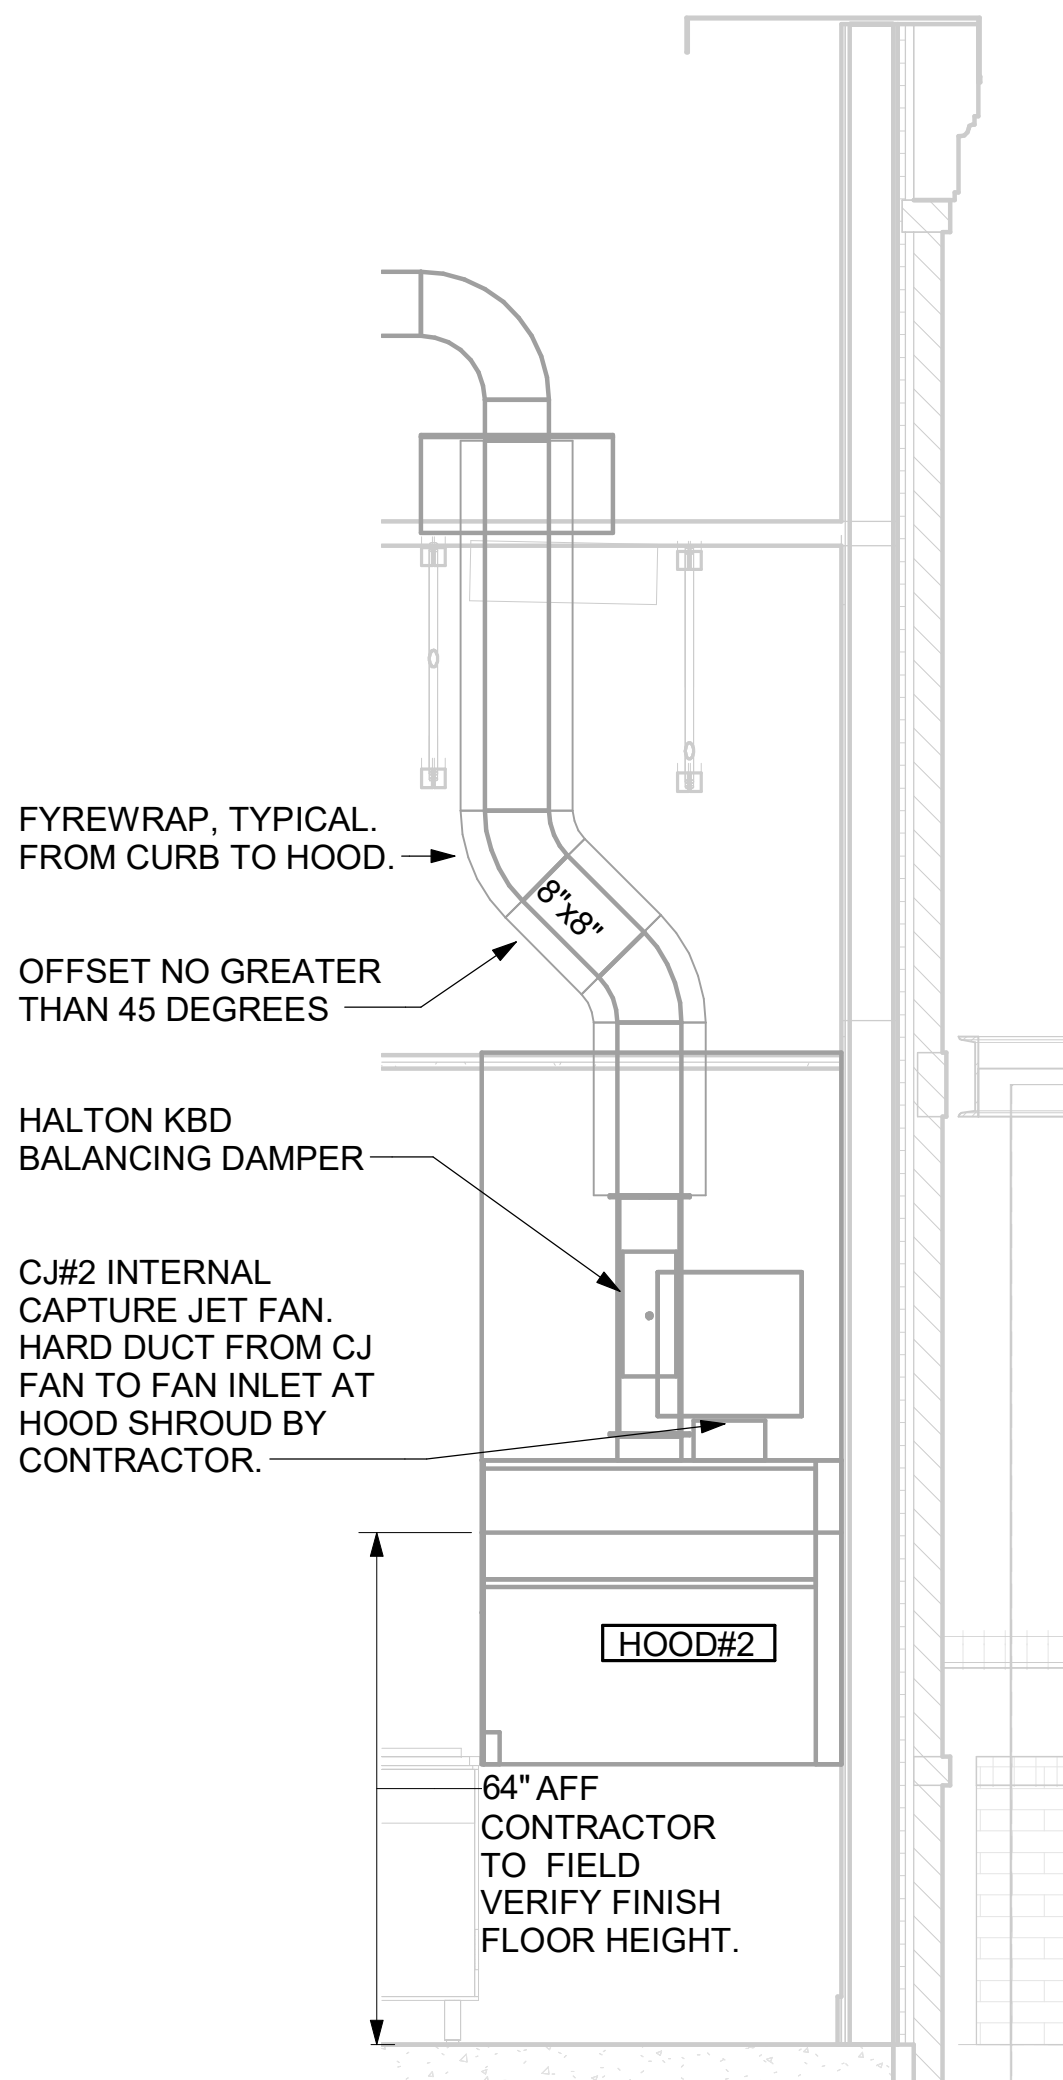 FYREWRAP, TYPICAL.
FROM CURB TO HOOD.
8"x8"
OFFSET NO GREATER
THAN 45 DEGREES
HALTON KBD
BALANCING DAMPER
CJ#2 INTERNAL
CAPTURE JET FAN.
HARD DUCT FROM CJ
FAN TO FAN INLET AT
HOOD SHROUD BY
CONTRACTOR.
HOOD#2
64" AFF
CONTRACTOR
TO FIELD
VERIFY FINISH
FLOOR HEIGHT.